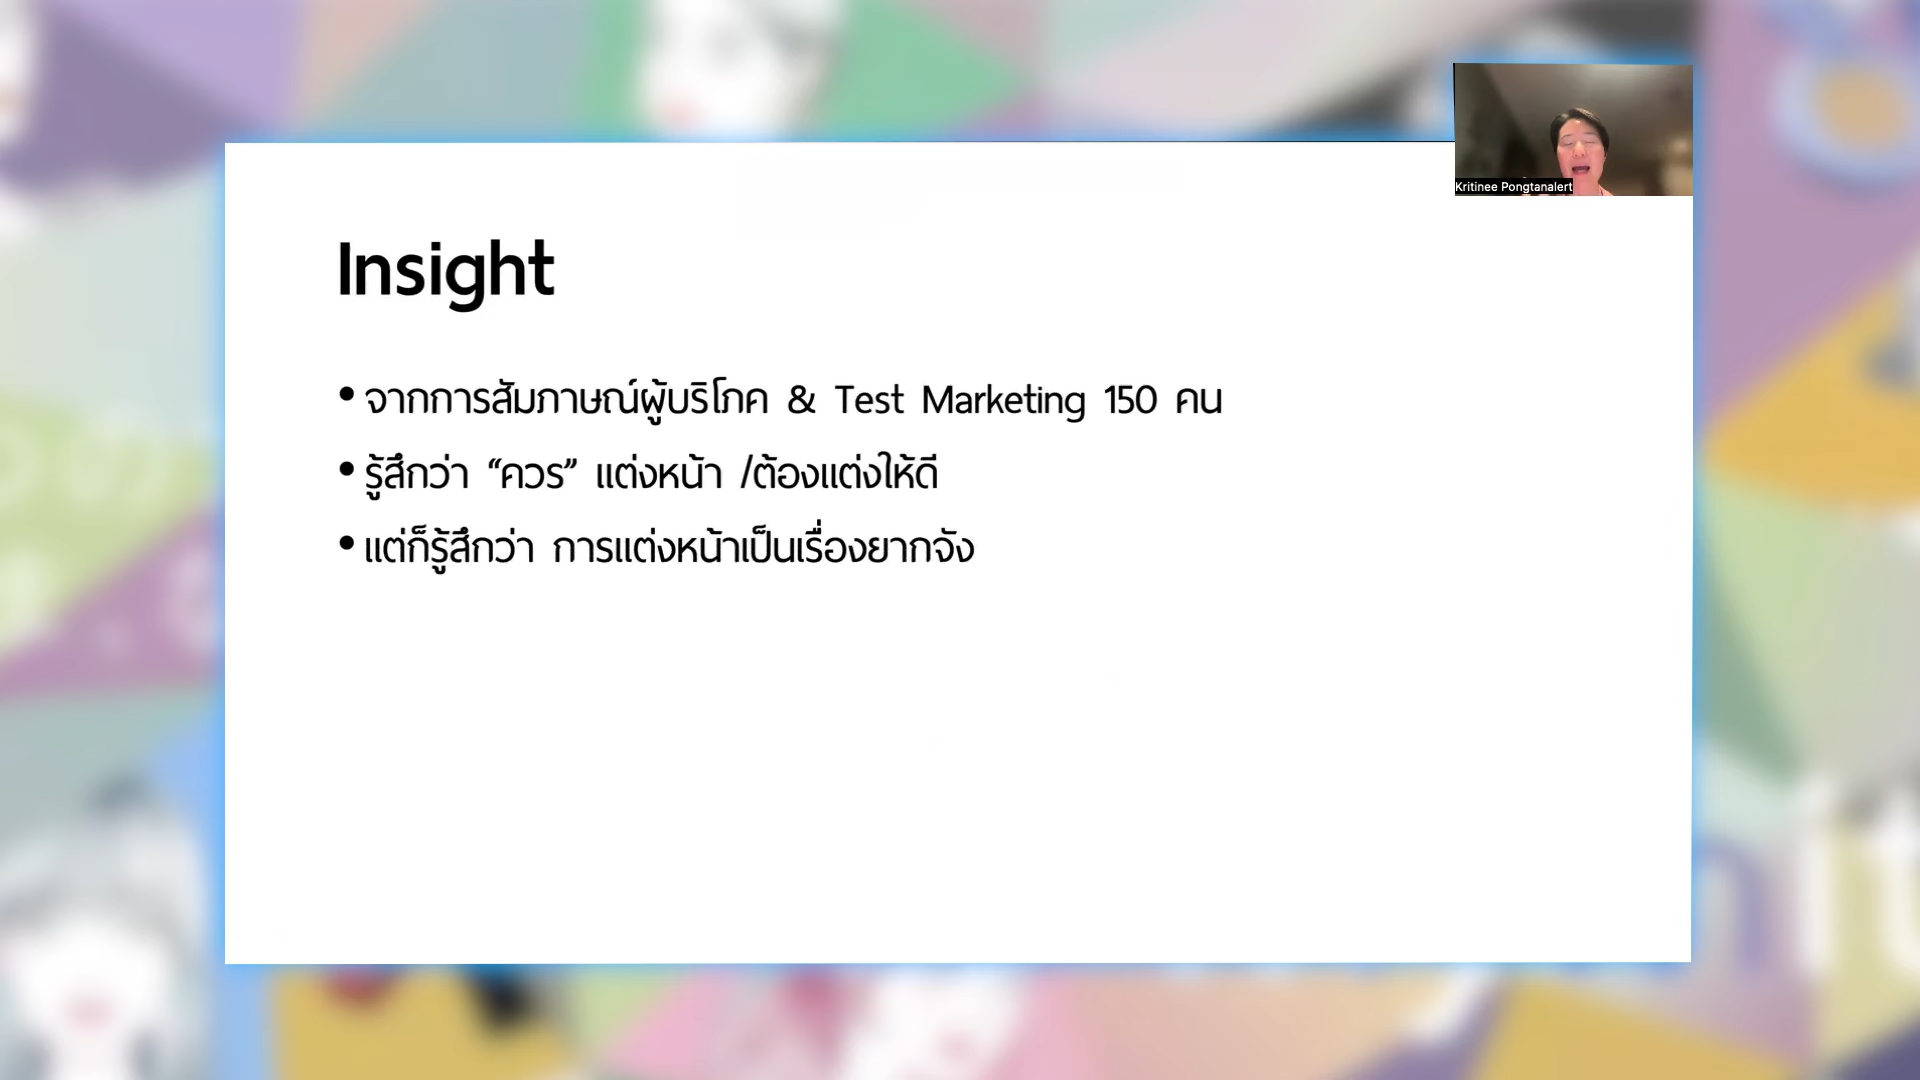 Kritinee Pongtanalert
Insight
• จากการสัมภาษณ์ผู้บริโภค & Test Marketing 150 คน
• รู้สึกว่า “ควร” แต่งหน้า /ต้องแต่งให้ดี
• แต่ก็รู้สึกว่า การแต่งหน้าเป็นเรื่องยากจัง